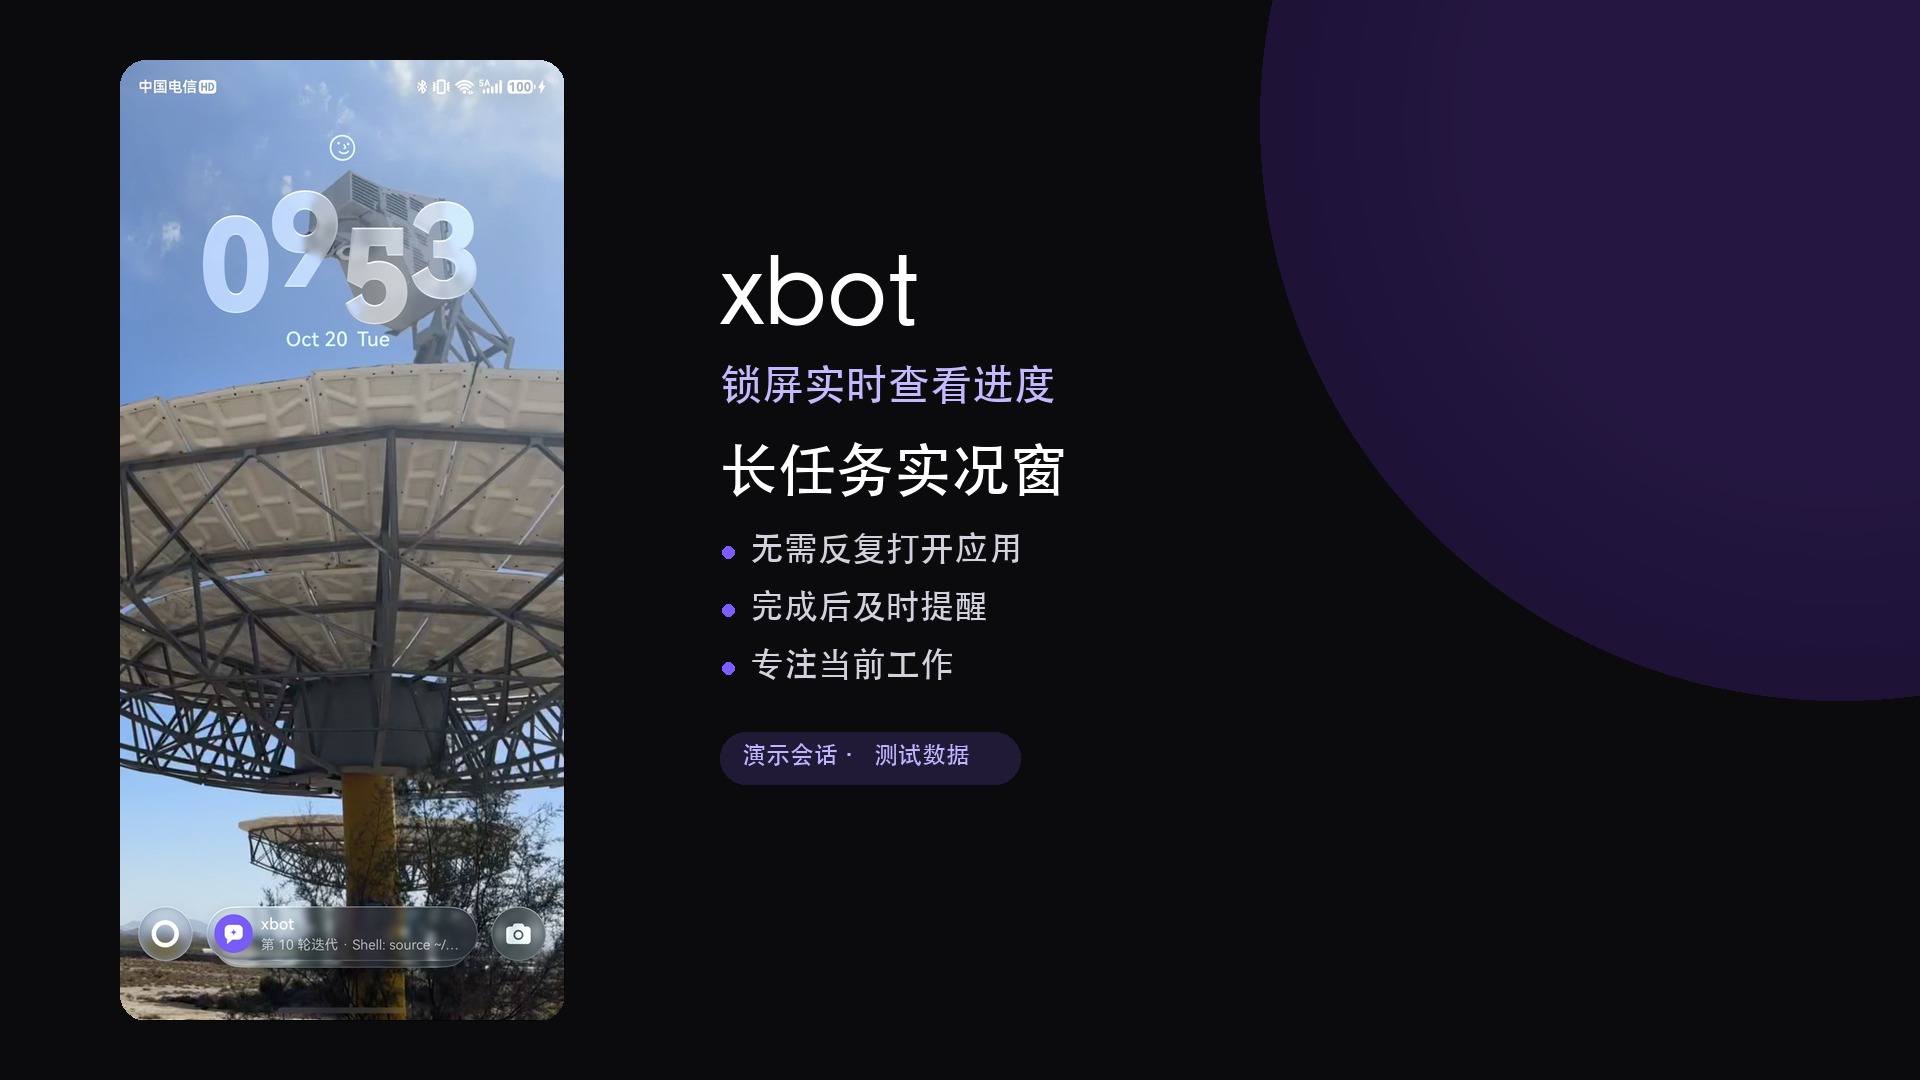 中国电信HD
5A
100
0953
Oct 20 Tue
xbot
第 10 轮迭代 · Shell: source ~/...
xbot
锁屏实时查看进度
长任务实况窗
无需反复打开应用
完成后及时提醒
专注当前工作
演示会话 · 测试数据